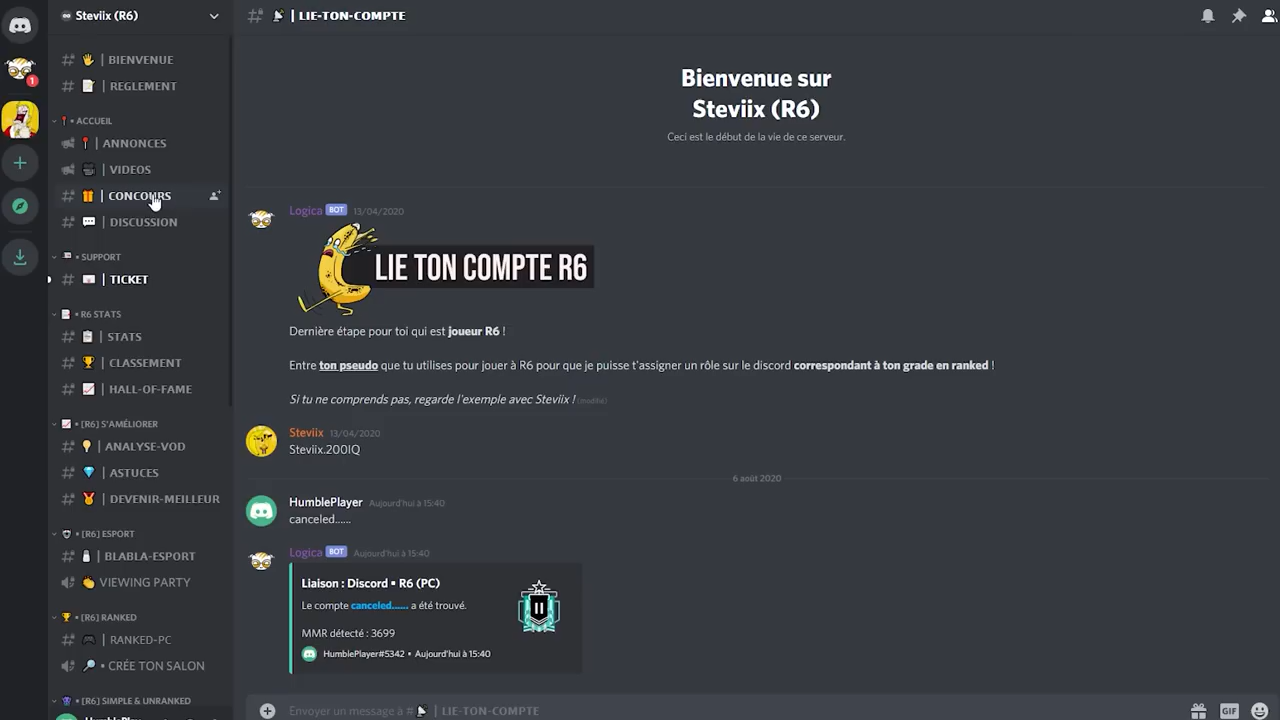 Steviix (R6)
| BIENVENUE
| REGLEMENT
• ACCUEIL
| ANNONCES
| VIDEOS
| CONCOURS
| DISCUSSION
• SUPPORT
| TICKET
• R6 STATS
| STATS
| CLASSEMENT
| HALL-OF-FAME
• [R6] S'AMÉLIORER
| ANALYSE-VOD
| ASTUCES
| DEVENIR-MEILLEUR
• [R6] ESPORT
| BLABLA-ESPORT
VIEWING PARTY
• [R6] RANKED
| RANKED-PC
• CRÉE TON SALON
• [R6] SIMPLE & UNRANKED
1
| LIE-TON-COMPTE
Bienvenue sur
Steviix (R6)
Ceci est le début de la vie de ce serveur.
Logica BOT 13/04/2020
LIE TON COMPTE R6
Dernière étape pour toi qui est joueur R6 !
Entre ton pseudo que tu utilises pour jouer à R6 pour que je puisse t'assigner un rôle sur le discord correspondant à ton grade en ranked !
Si tu ne comprends pas, regarde l'exemple avec Steviix ! (modifié)
Steviix 13/04/2020
Steviix.200IQ
6 août 2020
HumblePlayer Aujourd'hui à 15:40
canceled......
Logica BOT Aujourd'hui à 15:40
Liaison : Discord • R6 (PC)
Le compte canceled...... a été trouvé.
MMR détecté : 3699
HumblePlayer#5342 • Aujourd'hui à 15:40
Envoyer un message à # | LIE-TON-COMPTE
GIF